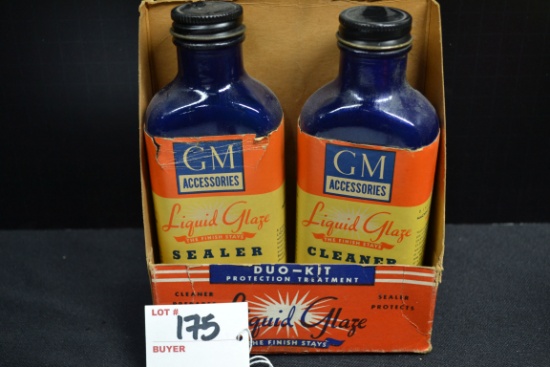 GM
ACCESSORIES
Liquid Glaze
THE FINISH STAYS
SEALER
GM
ACCESSORIES
Liquid Glaze
THE FINISH STAYS
CLEANER
DUO-KIT
PROTECTION TREATMENT
CLEANER
SEALER
PROTECTS
Liquid Glaze
THE FINISH STAYS
LOT #
175
BUYER